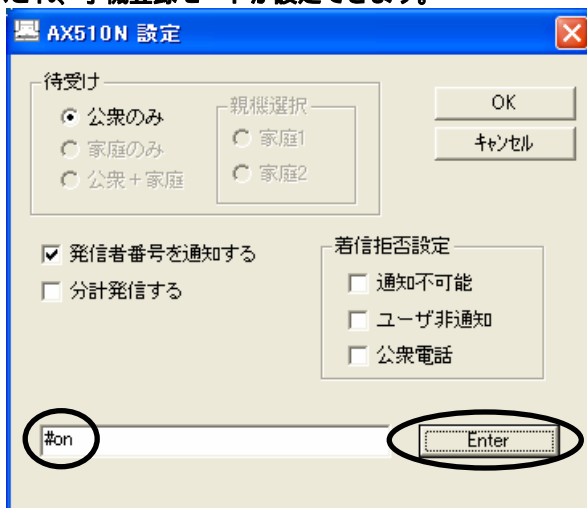 AX510N 設定
待受け
公衆のみ
家庭のみ
公衆+家庭
親機選択
家庭1
家庭2
OK
キャンセル
発信者番号を通知する
分計発信する
着信拒否設定
通知不可能
ユーザ非通知
公衆電話
#on
Enter